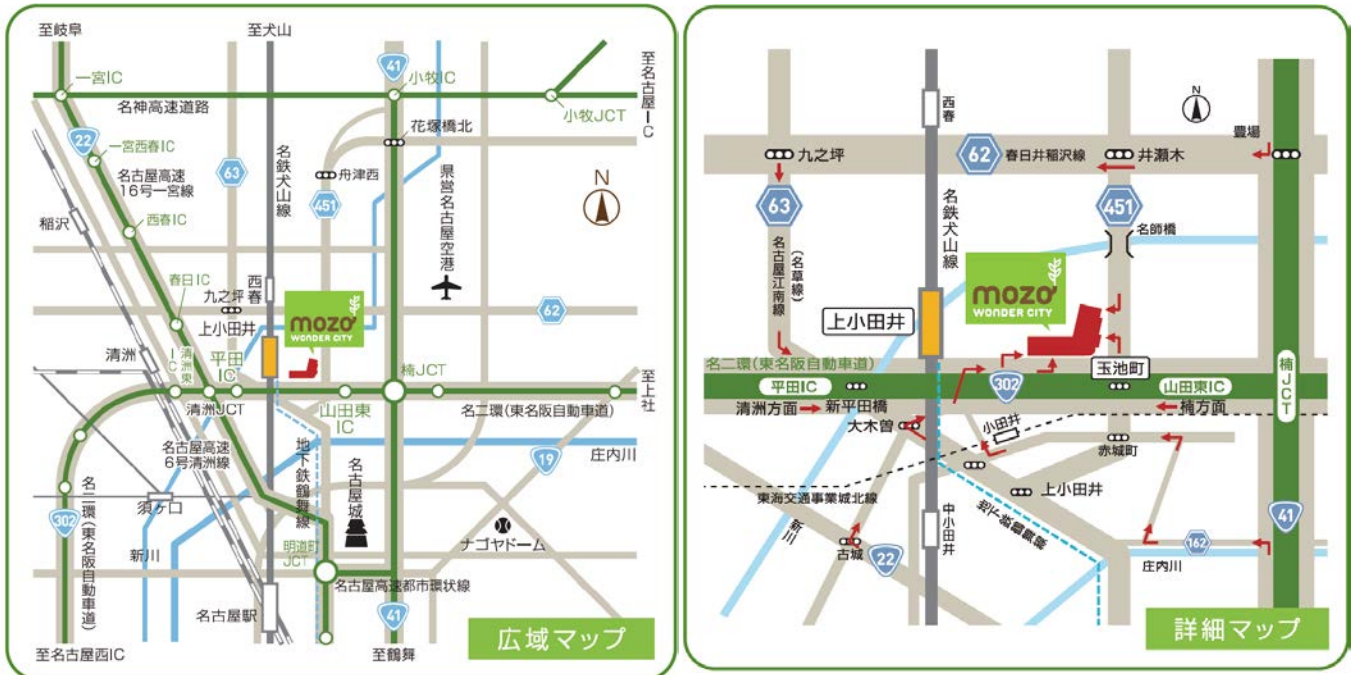 至岐阜
至犬山
41
一宮IC
小牧IC
名神高速道路
小牧JCT
至名古屋IC
22
一宮西春IC
花塚橋北
名古屋高速
16号一宮線
63
名鉄犬山線
舟津西
451
県営名古屋空港
N
稲沢
西春IC
春日IC
西春
九之坪
上小田井
mozo
WONDER CITY
62
清洲
清洲東IC
平田IC
楠JCT
至上社
清洲JCT
山田東IC
名二環(東名阪自動車道)
名古屋高速
6号清洲線
地下鉄鶴舞線
名古屋城
19
庄内川
302
名二環(東名阪自動車道)
須ヶ口
新川
明道町
JCT
ナゴヤドーム
名古屋高速都市環状線
名古屋駅
41
至名古屋西IC
至鶴舞
広域マップ
西春
N
豊場
九之坪
62
春日井稲沢線
井瀬木
63
名鉄犬山線
451
名師橋
名古屋江南線
(名草線)
mozo
WONDER CITY
上小田井
名二環(東名阪自動車道)
玉池町
302
平田IC
山田東IC
楠JCT
清洲方面
新平田橋
楠方面
大木曽
小田井
赤城町
東海交通事業城北線
上小田井
新川
中小田井
地下鉄鶴舞線
41
古城
22
162
庄内川
詳細マップ